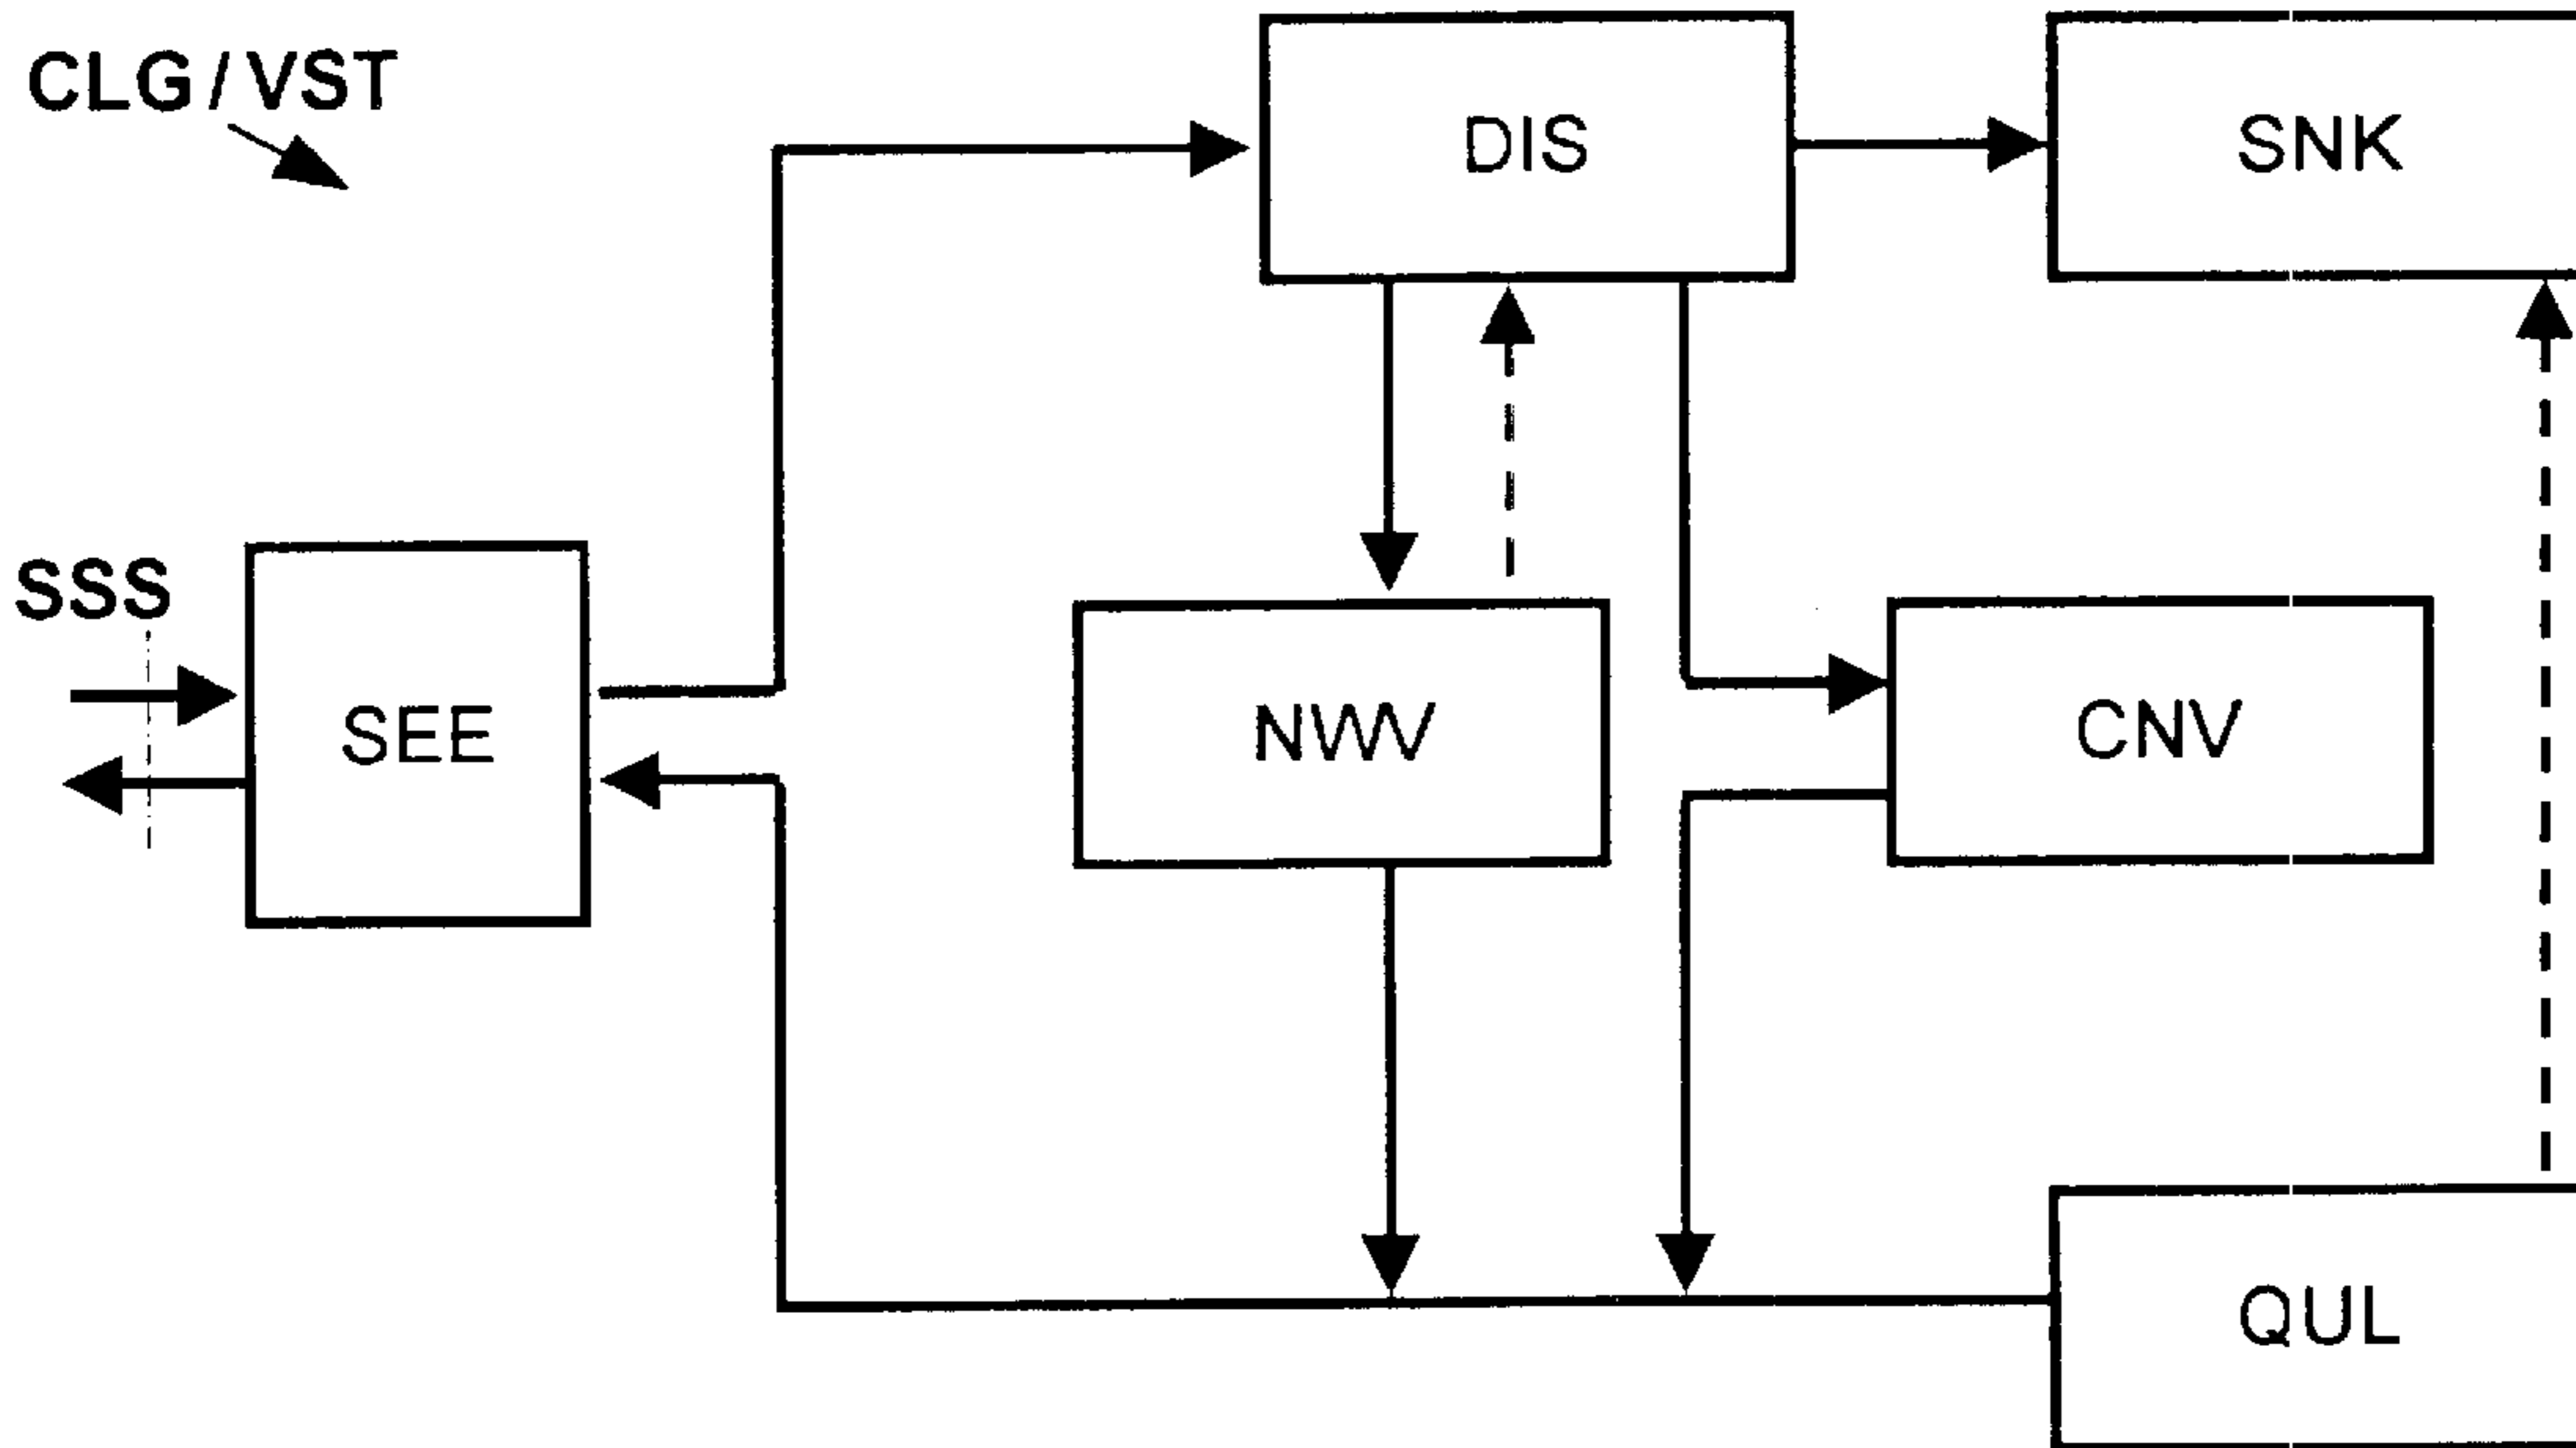 CLG / VST
DIS
SNK
SSS
SEE
NWV
CNV
QUL